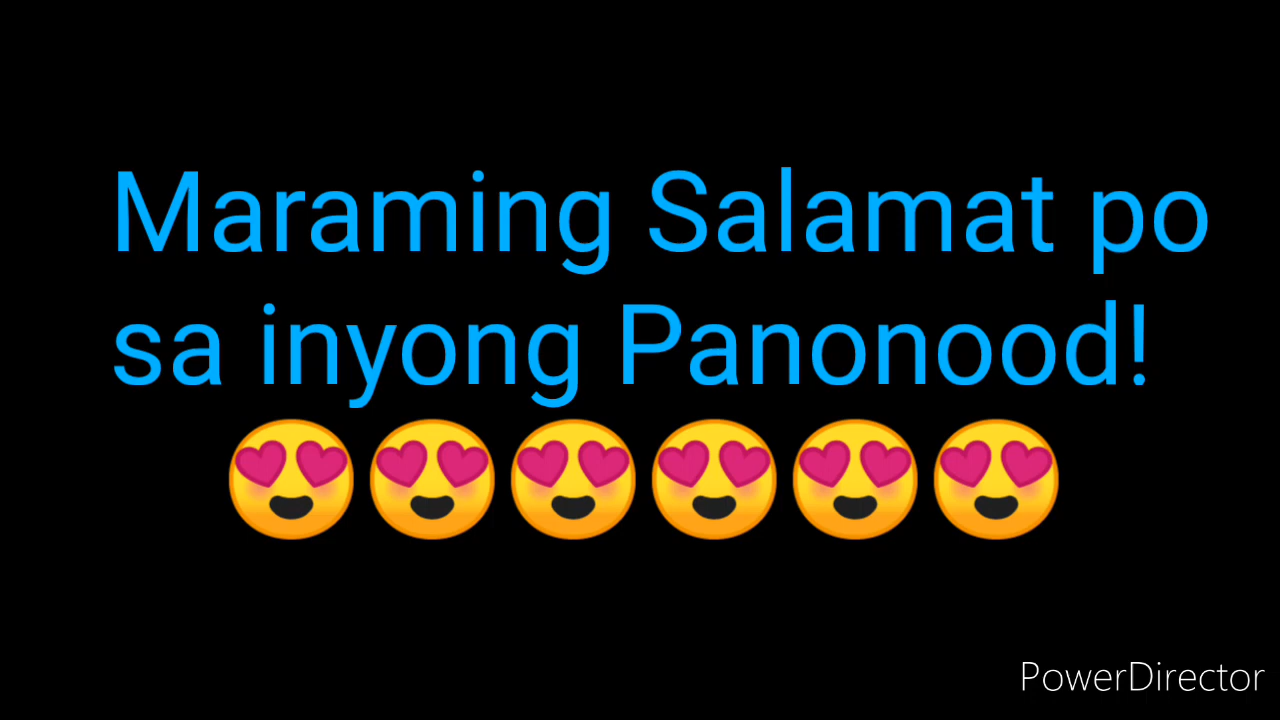 Maraming Salamat po
sa inyong Panonood!
😍😍😍😍😍😍
PowerDirector